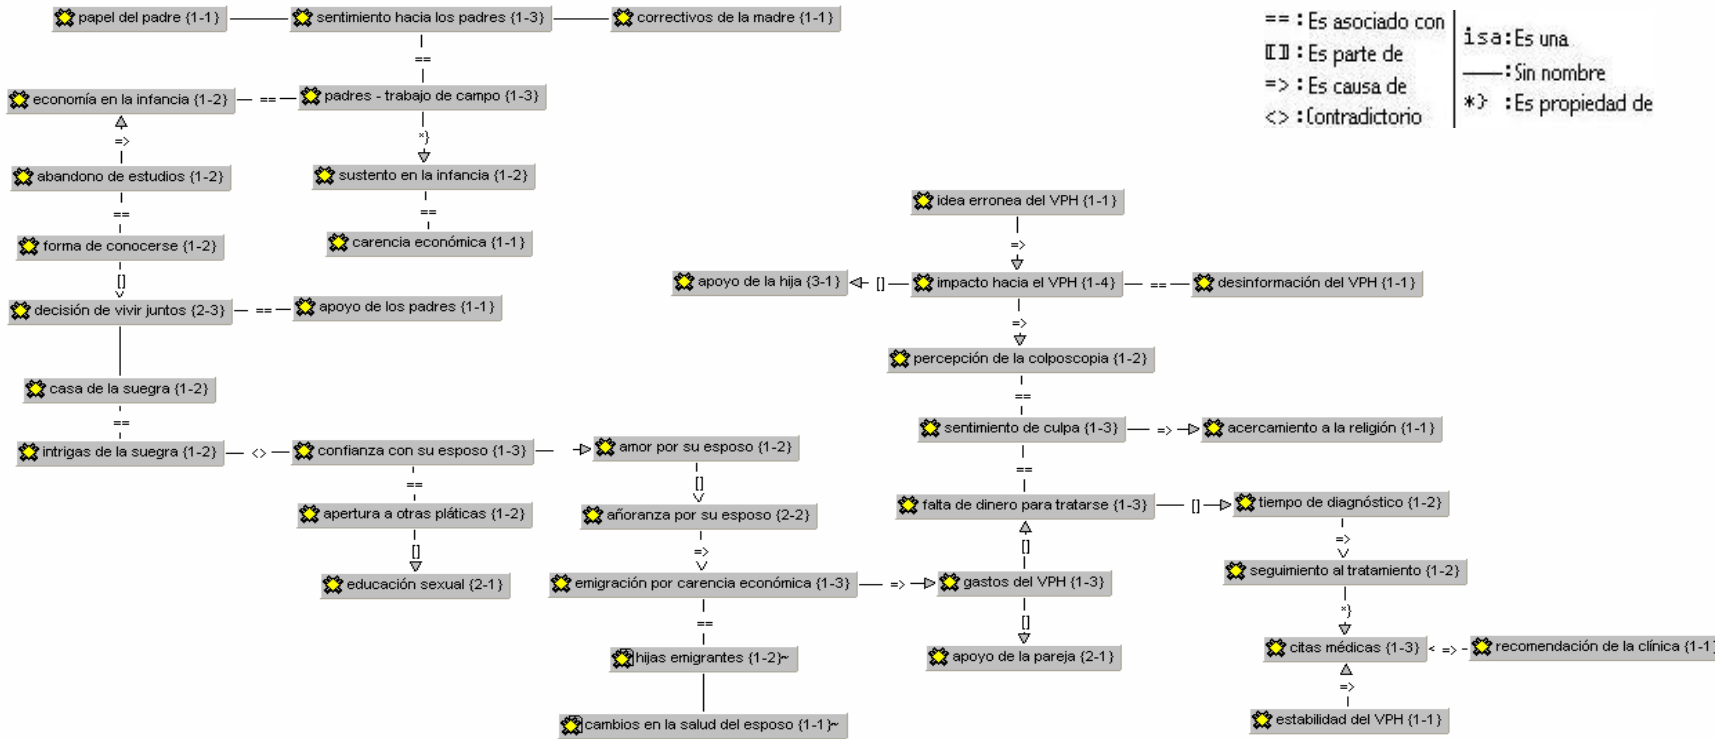 papel del padre {1-1}
sentimiento hacia los padres {1-3}
correctivos de la madre {1-1}
== : Es asociado con
[] : Es parte de
=> : Es causa de
<> : Contradictorio
isa: Es una
——: Sin nombre
*} : Es propiedad de
==
economía en la infancia {1-2}
==
padres - trabajo de campo {1-3}
=>
*}
abandono de estudios {1-2}
sustento en la infancia {1-2}
==
==
forma de conocerse {1-2}
carencia económica {1-1}
[]
decisión de vivir juntos {2-3}
==
apoyo de los padres {1-1}
casa de la suegra {1-2}
==
intrigas de la suegra {1-2}
<>
confianza con su esposo {1-3}
amor por su esposo {1-2}
==
[]
apertura a otras pláticas {1-2}
añoranza por su esposo {2-2}
[]
=>
educación sexual {2-1}
emigración por carencia económica {1-3}
=>
gastos del VPH {1-3}
==
hijas emigrantes {1-2}~
cambios en la salud del esposo {1-1}~
idea erronea del VPH {1-1}
=>
apoyo de la hija {3-1}
[]
impacto hacia el VPH {1-4}
==
desinformación del VPH {1-1}
=>
percepción de la colposcopia {1-2}
==
sentimiento de culpa {1-3}
=>
acercamiento a la religión {1-1}
==
falta de dinero para tratarse {1-3}
[]
tiempo de diagnóstico {1-2}
[]
=>
seguimiento al tratamiento {1-2}
[]
*}
apoyo de la pareja {2-1}
citas médicas {1-3}
=>
recomendación de la clínica {1-1}
=>
estabilidad del VPH {1-1}